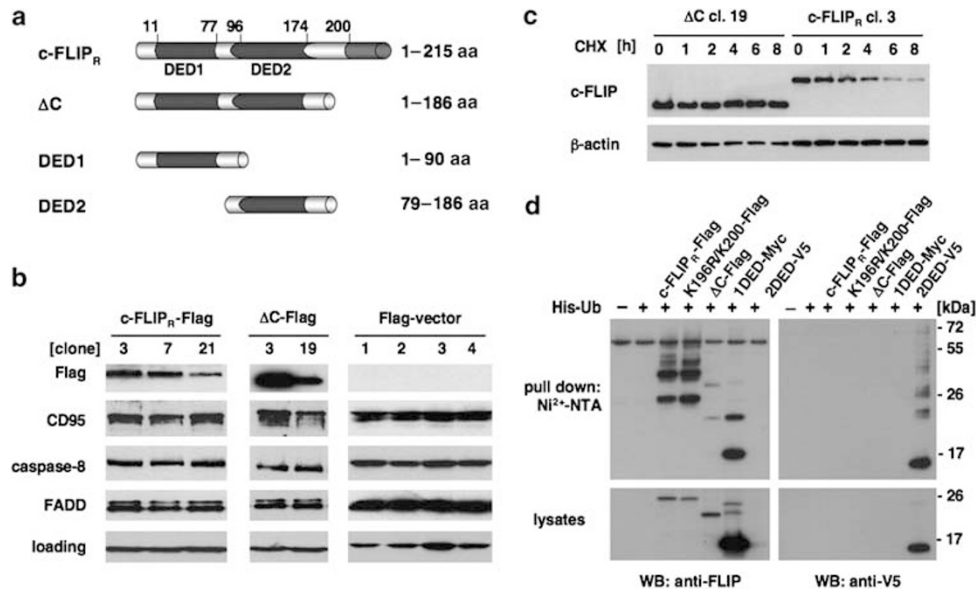 a
11 77 96 174 200
c-FLIPR 1–215 aa
DED1 DED2
ΔC 1–186 aa
DED1 1–90 aa
DED2 79–186 aa
b
c-FLIPR-Flag ΔC-Flag Flag-vector
[clone] 3 7 21 3 19 1 2 3 4
Flag
CD95
caspase-8
FADD
loading
c
ΔC cl. 19 c-FLIPR cl. 3
CHX [h] 0 1 2 4 6 8 0 1 2 4 6 8
c-FLIP
β-actin
d
c-FLIPR-Flag K196R/K200-Flag ΔC-Flag 1DED-Myc 2DED-V5 c-FLIPR-Flag K196R/K200-Flag ΔC-Flag 1DED-Myc 2DED-V5
His-Ub – + + + + + + – + + + + + + [kDa]
- 72
- 55
pull down:
Ni2+-NTA
- 26
- 17
lysates
- 26
- 17
WB: anti-FLIP WB: anti-V5